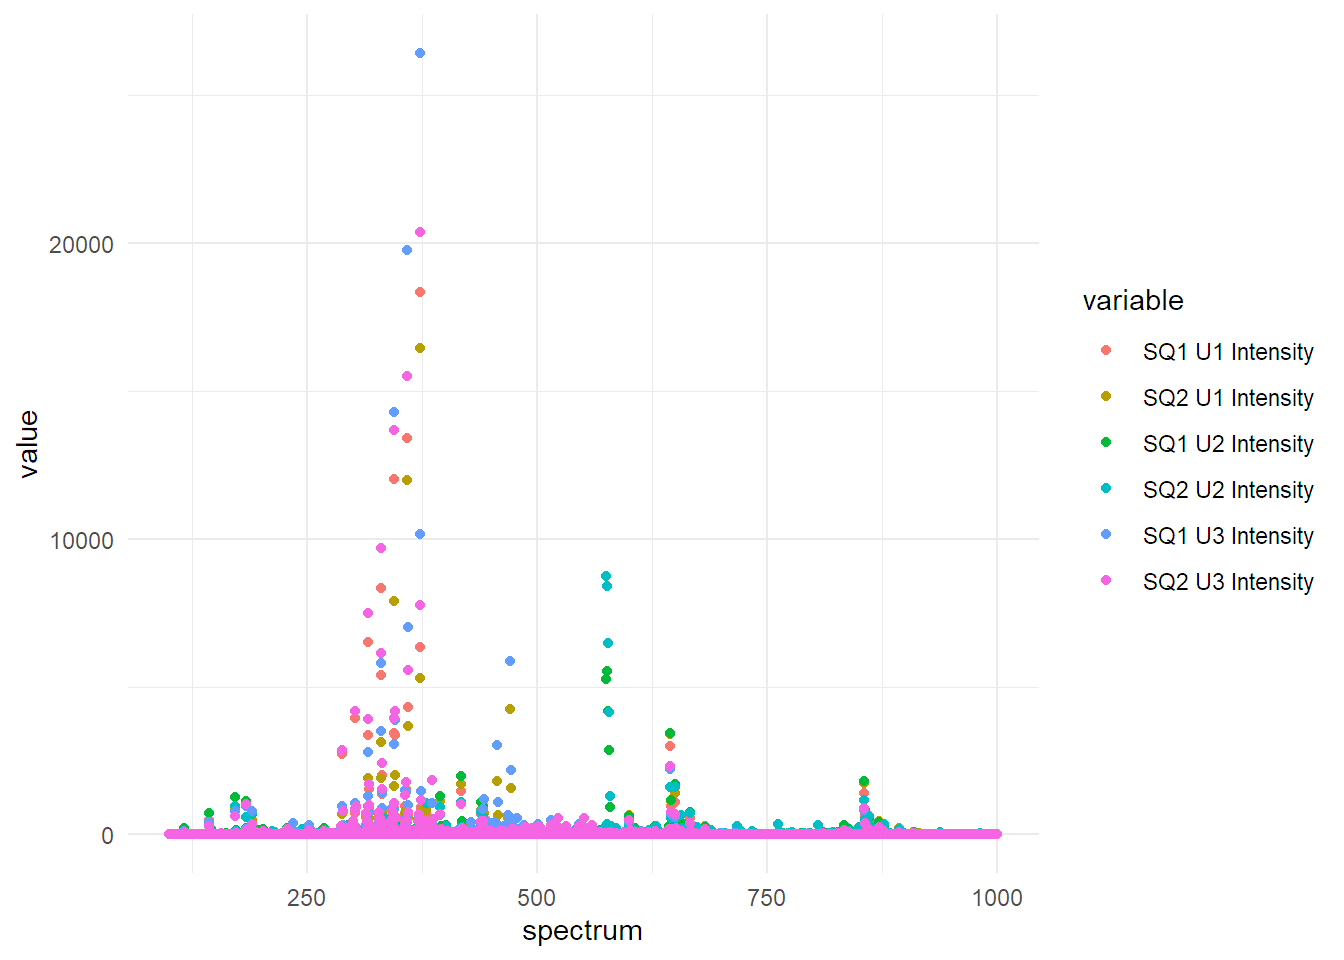 20000
10000
0
value
250
500
750
1000
spectrum
variable
SQ1 U1 Intensity
SQ2 U1 Intensity
SQ1 U2 Intensity
SQ2 U2 Intensity
SQ1 U3 Intensity
SQ2 U3 Intensity